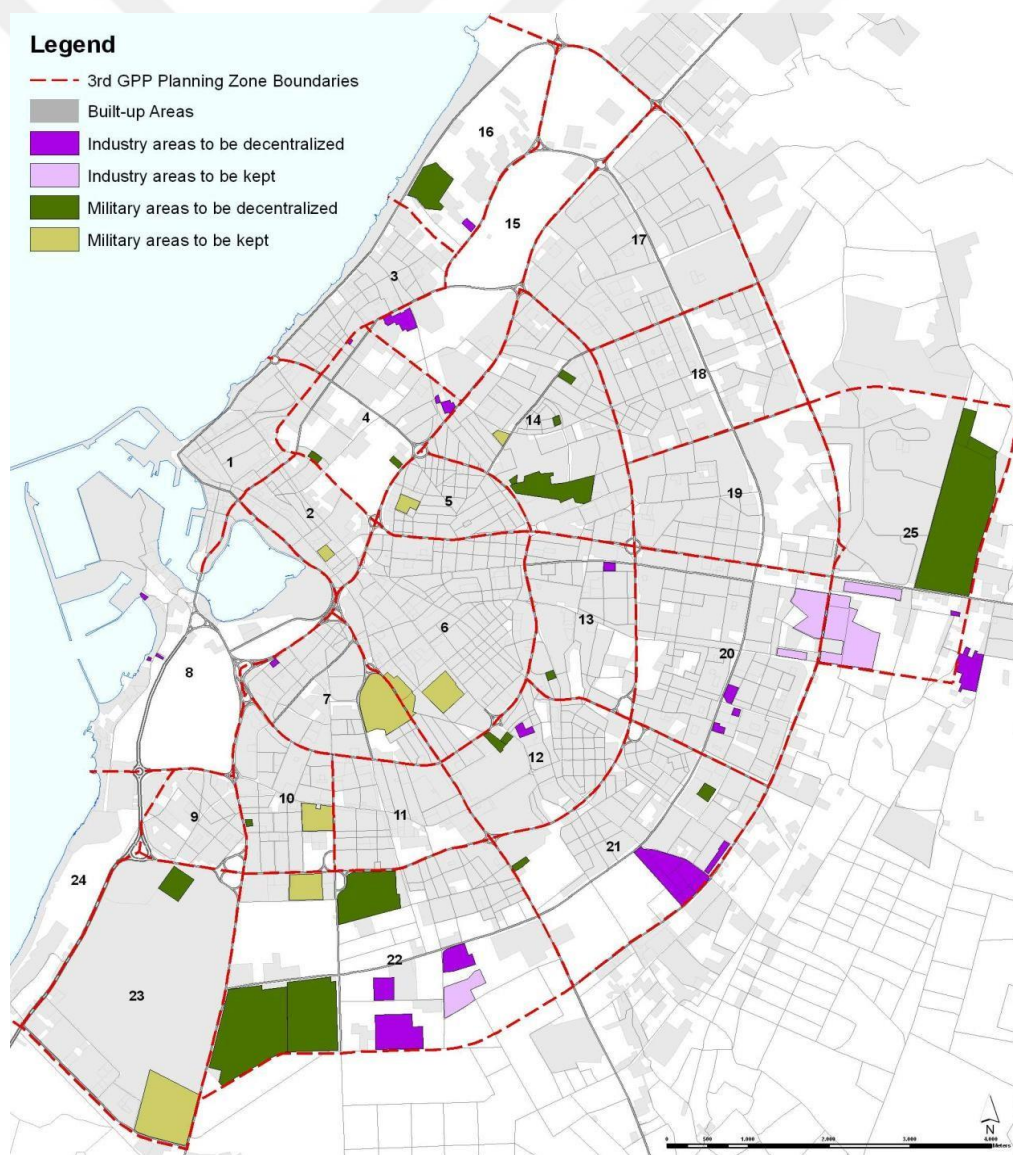 Legend
3rd GPP Planning Zone Boundaries
Built-up Areas
Industry areas to be decentralized
Industry areas to be kept
Military areas to be decentralized
Military areas to be kept
16
15
17
3
18
4
14
1
5
19
2
25
6
13
20
8
7
12
10
11
9
21
24
22
23
N
0 500 1,000 2,000 3,000 4,000
Meters